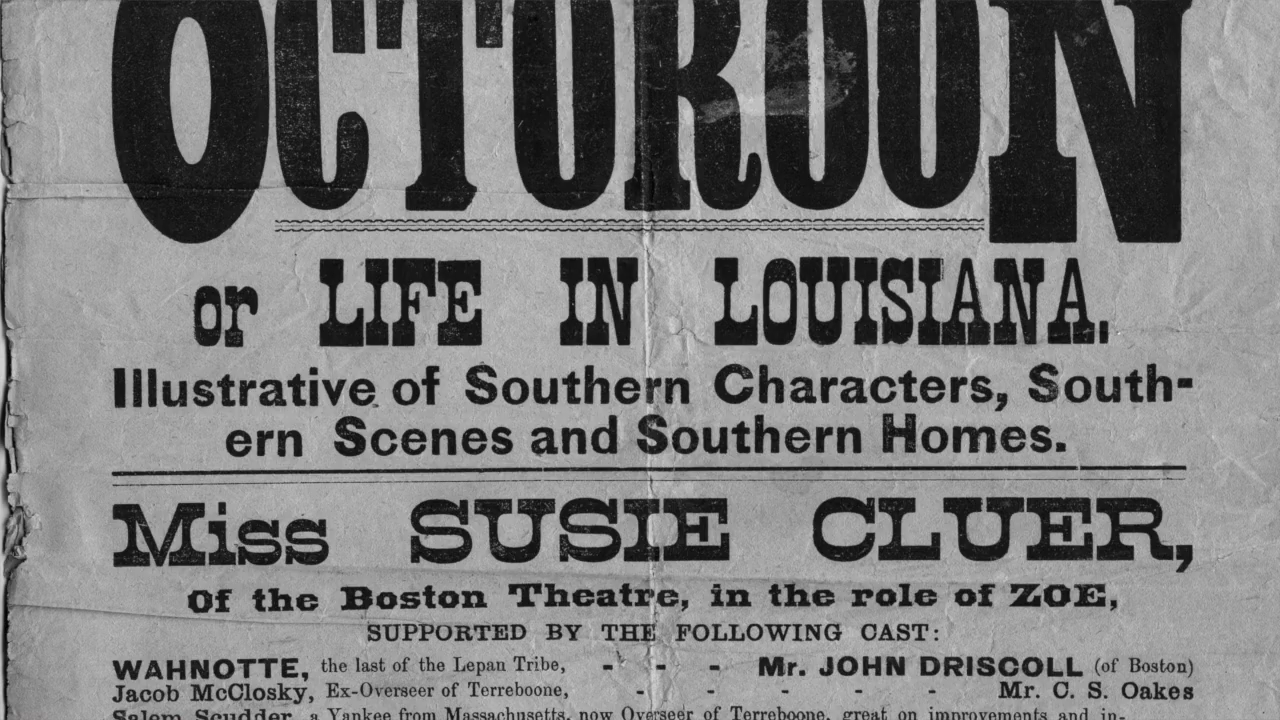 OCTOROON
or LIFE IN LOUISIANA.
Illustrative of Southern Characters, South-
ern Scenes and Southern Homes.
Miss SUSIE CLUER,
Of the Boston Theatre, in the role of ZOE,
SUPPORTED BY THE FOLLOWING CAST:
WAHNOTTE, the last of the Lepan Tribe, - - - Mr. JOHN DRISCOLL (of Boston)
Jacob McClosky, Ex-Overseer of Terreboone, - - - - - Mr. C. S. Oakes
Salem Scudder, a Yankee from Massachusetts, now Overseer of Terreboone, great on improvements and in-